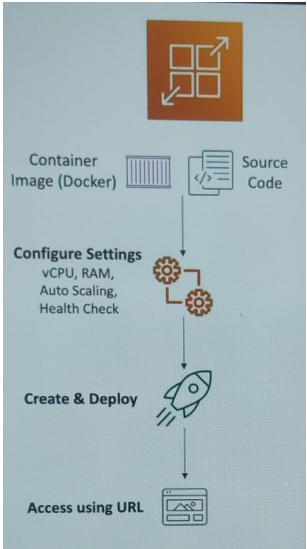 Container
Image (Docker)
Source
Code
</>
Configure Settings
vCPU, RAM,
Auto Scaling,
Health Check
Create & Deploy
Access using URL